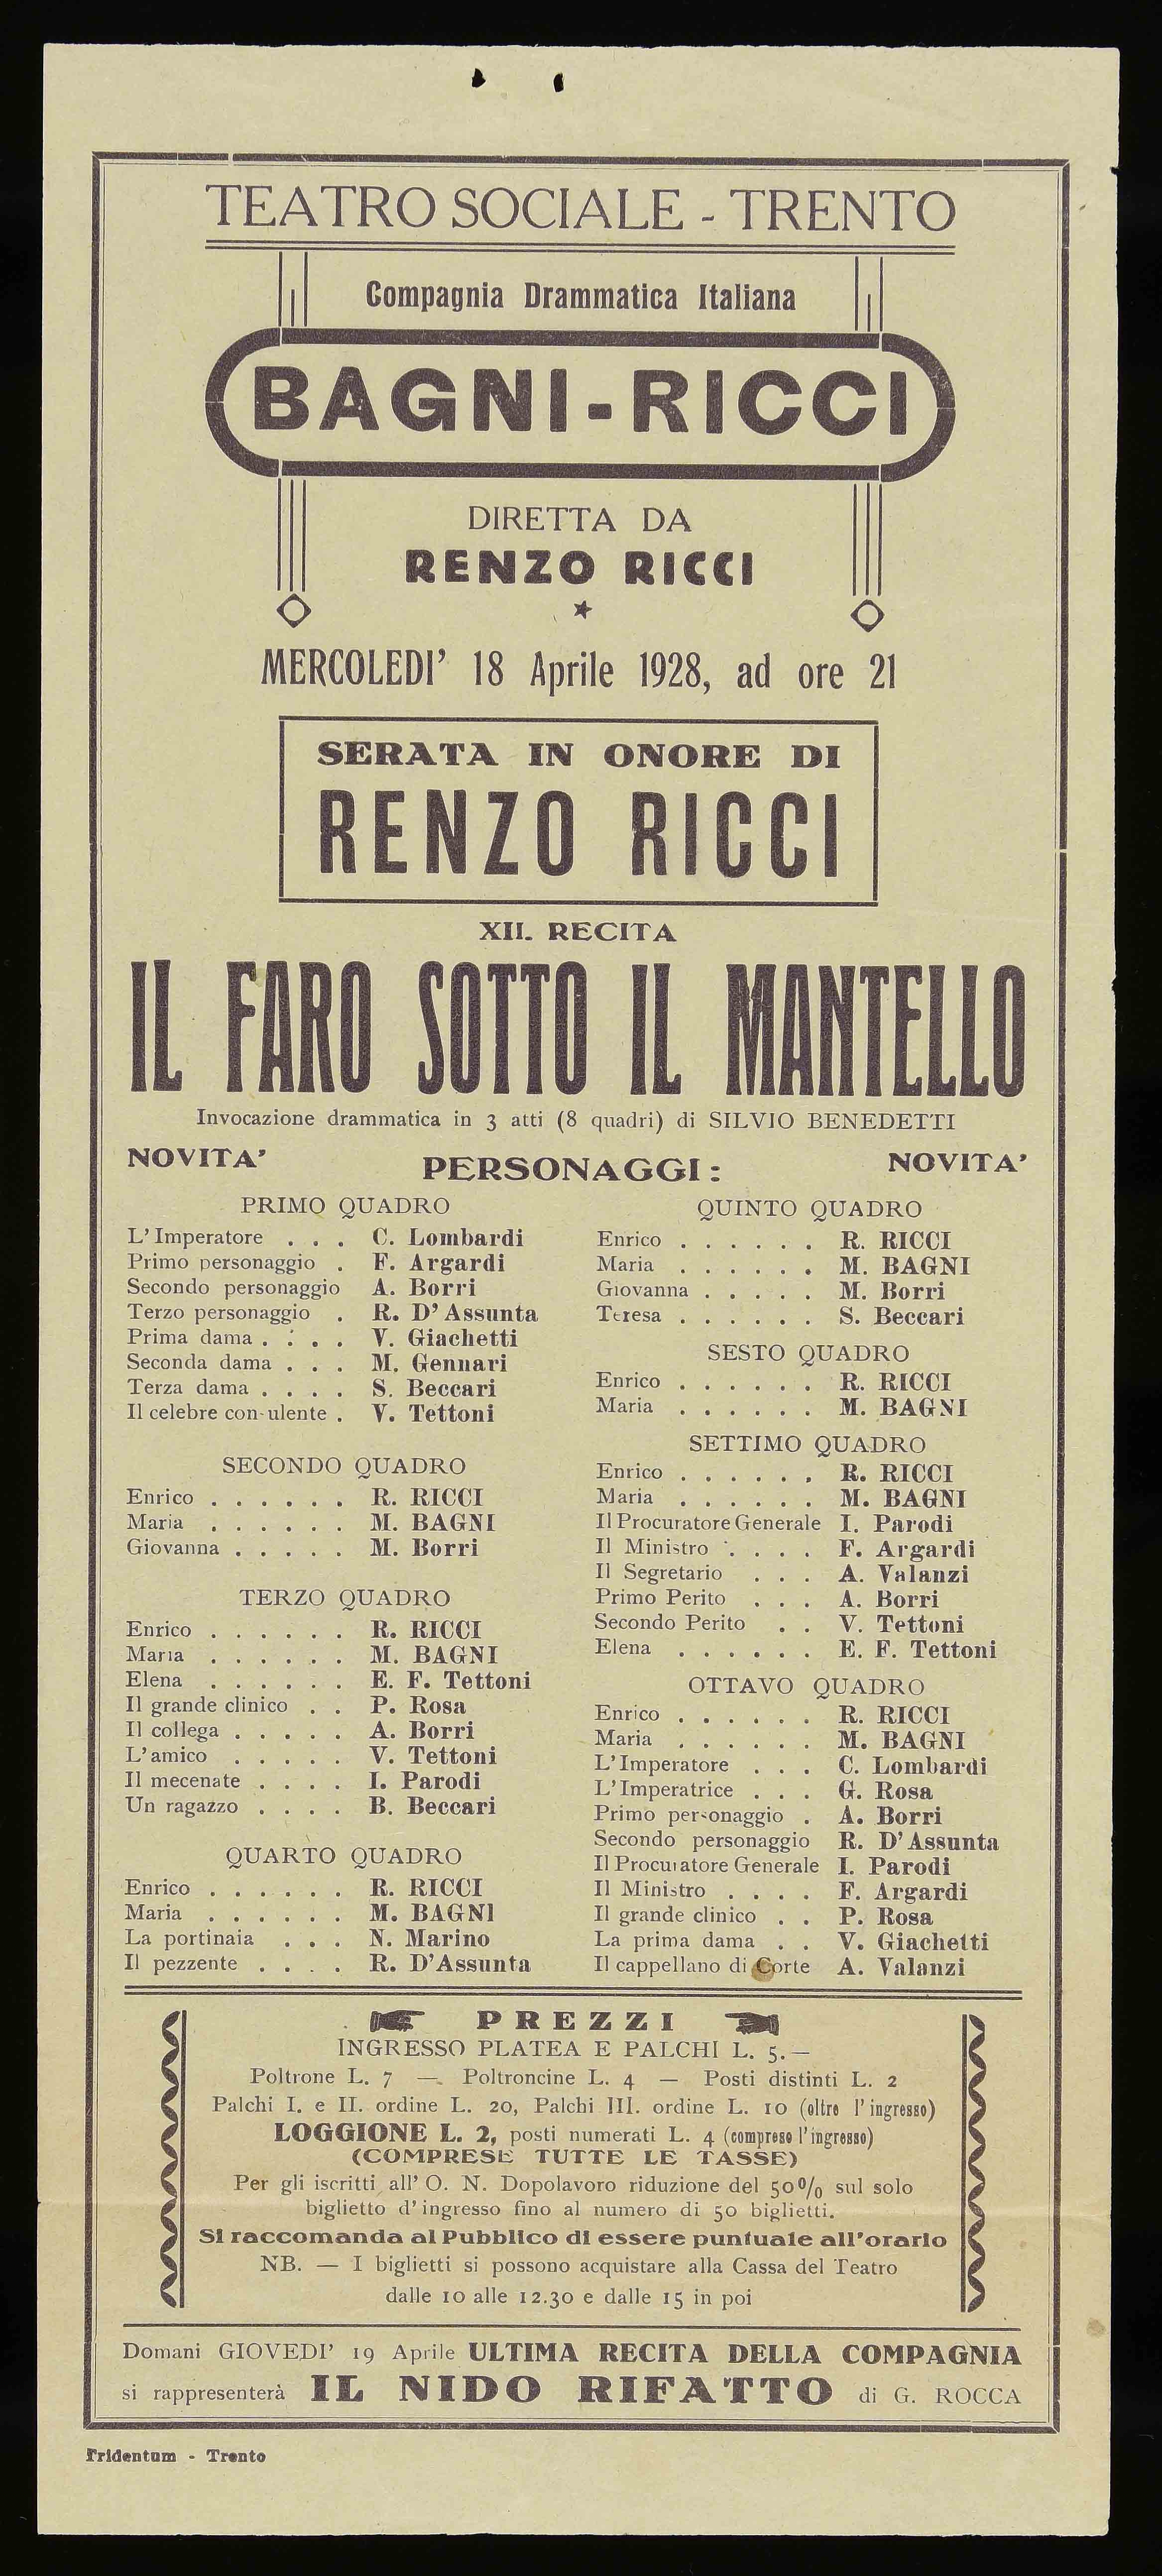 TEATRO SOCIALE - TRENTO
Compagnia Drammatica Italiana
BAGNI-RICCI
DIRETTA DA
RENZO RICCI
MERCOLEDI' 18 Aprile 1928, ad ore 21
SERATA IN ONORE DI
RENZO RICCI
XII. RECITA
IL FARO SOTTO IL MANTELLO
Invocazione drammatica in 3 atti (8 quadri) di SILVIO BENEDETTI
NOVITA' PERSONAGGI: NOVITA'
PRIMO QUADRO
L'Imperatore . . . C. Lombardi
Primo personaggio . F. Argardi
Secondo personaggio A. Borri
Terzo personaggio . R. D'Assunta
Prima dama . . . . V. Giachetti
Seconda dama . . . M. Gennari
Terza dama . . . . S. Beccari
Il celebre consulente . V. Tettoni
SECONDO QUADRO
Enrico . . . . . . R. RICCI
Maria . . . . . . M. BAGNI
Giovanna . . . . . M. Borri
TERZO QUADRO
Enrico . . . . . . R. RICCI
Maria . . . . . . M. BAGNI
Elena . . . . . . E. F. Tettoni
Il grande clinico . . P. Rosa
Il collega . . . . . A. Borri
L'amico . . . . . V. Tettoni
Il mecenate . . . . I. Parodi
Un ragazzo . . . . B. Beccari
QUARTO QUADRO
Enrico . . . . . . R. RICCI
Maria . . . . . . M. BAGNI
La portinaia . . . N. Marino
Il pezzente . . . . R. D'Assunta
QUINTO QUADRO
Enrico . . . . . . R. RICCI
Maria . . . . . . M. BAGNI
Giovanna . . . . . M. Borri
Teresa . . . . . . S. Beccari
SESTO QUADRO
Enrico . . . . . . R. RICCI
Maria . . . . . . M. BAGNI
SETTIMO QUADRO
Enrico . . . . . . R. RICCI
Maria . . . . . . M. BAGNI
Il Procuratore Generale I. Parodi
Il Ministro . . . . F. Argardi
Il Segretario . . . A. Valanzi
Primo Perito . . . A. Borri
Secondo Perito . . V. Tettoni
Elena . . . . . . E. F. Tettoni
OTTAVO QUADRO
Enrico . . . . . . R. RICCI
Maria . . . . . . M. BAGNI
L'Imperatore . . . C. Lombardi
L'Imperatrice . . . G. Rosa
Primo personaggio . A. Borri
Secondo personaggio R. D'Assunta
Il Procuratore Generale I. Parodi
Il Ministro . . . . F. Argardi
Il grande clinico . . P. Rosa
La prima dama . . V. Giachetti
Il cappellano di Corte A. Valanzi
PREZZI
INGRESSO PLATEA E PALCHI L. 5.—
Poltrone L. 7 — Poltroncine L. 4 — Posti distinti L. 2
Palchi I. e II. ordine L. 20, Palchi III. ordine L. 10 (oltre l'ingresso)
LOGGIONE L. 2, posti numerati L. 4 (compreso l'ingresso)
(COMPRESE TUTTE LE TASSE)
Per gli iscritti all'O. N. Dopolavoro riduzione del 50% sul solo
biglietto d'ingresso fino al numero di 50 biglietti.
Si raccomanda al Pubblico di essere puntuale all'orario
NB. — I biglietti si possono acquistare alla Cassa del Teatro
dalle 10 alle 12.30 e dalle 15 in poi
Domani GIOVEDI' 19 Aprile ULTIMA RECITA DELLA COMPAGNIA
si rappresenterà IL NIDO RIFATTO di G. ROCCA
Tridentum - Trento